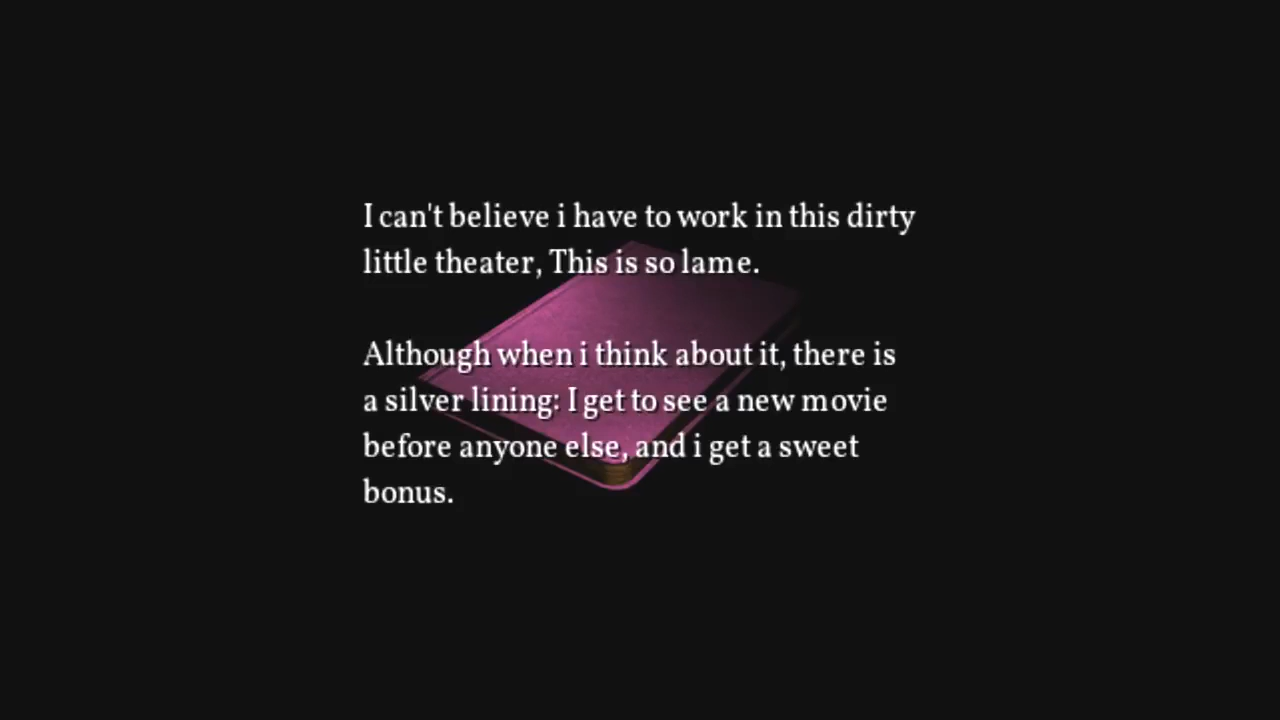 I can't believe i have to work in this dirty
little theater, This is so lame.
Although when i think about it, there is
a silver lining: I get to see a new movie
before anyone else, and i get a sweet
bonus.